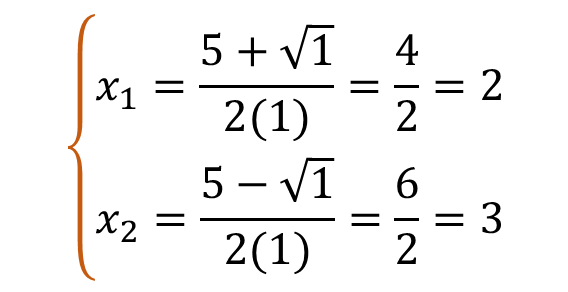 x₁ = (5 + √1)/(2(1)) = 4/2 = 2
x₂ = (5 − √1)/(2(1)) = 6/2 = 3